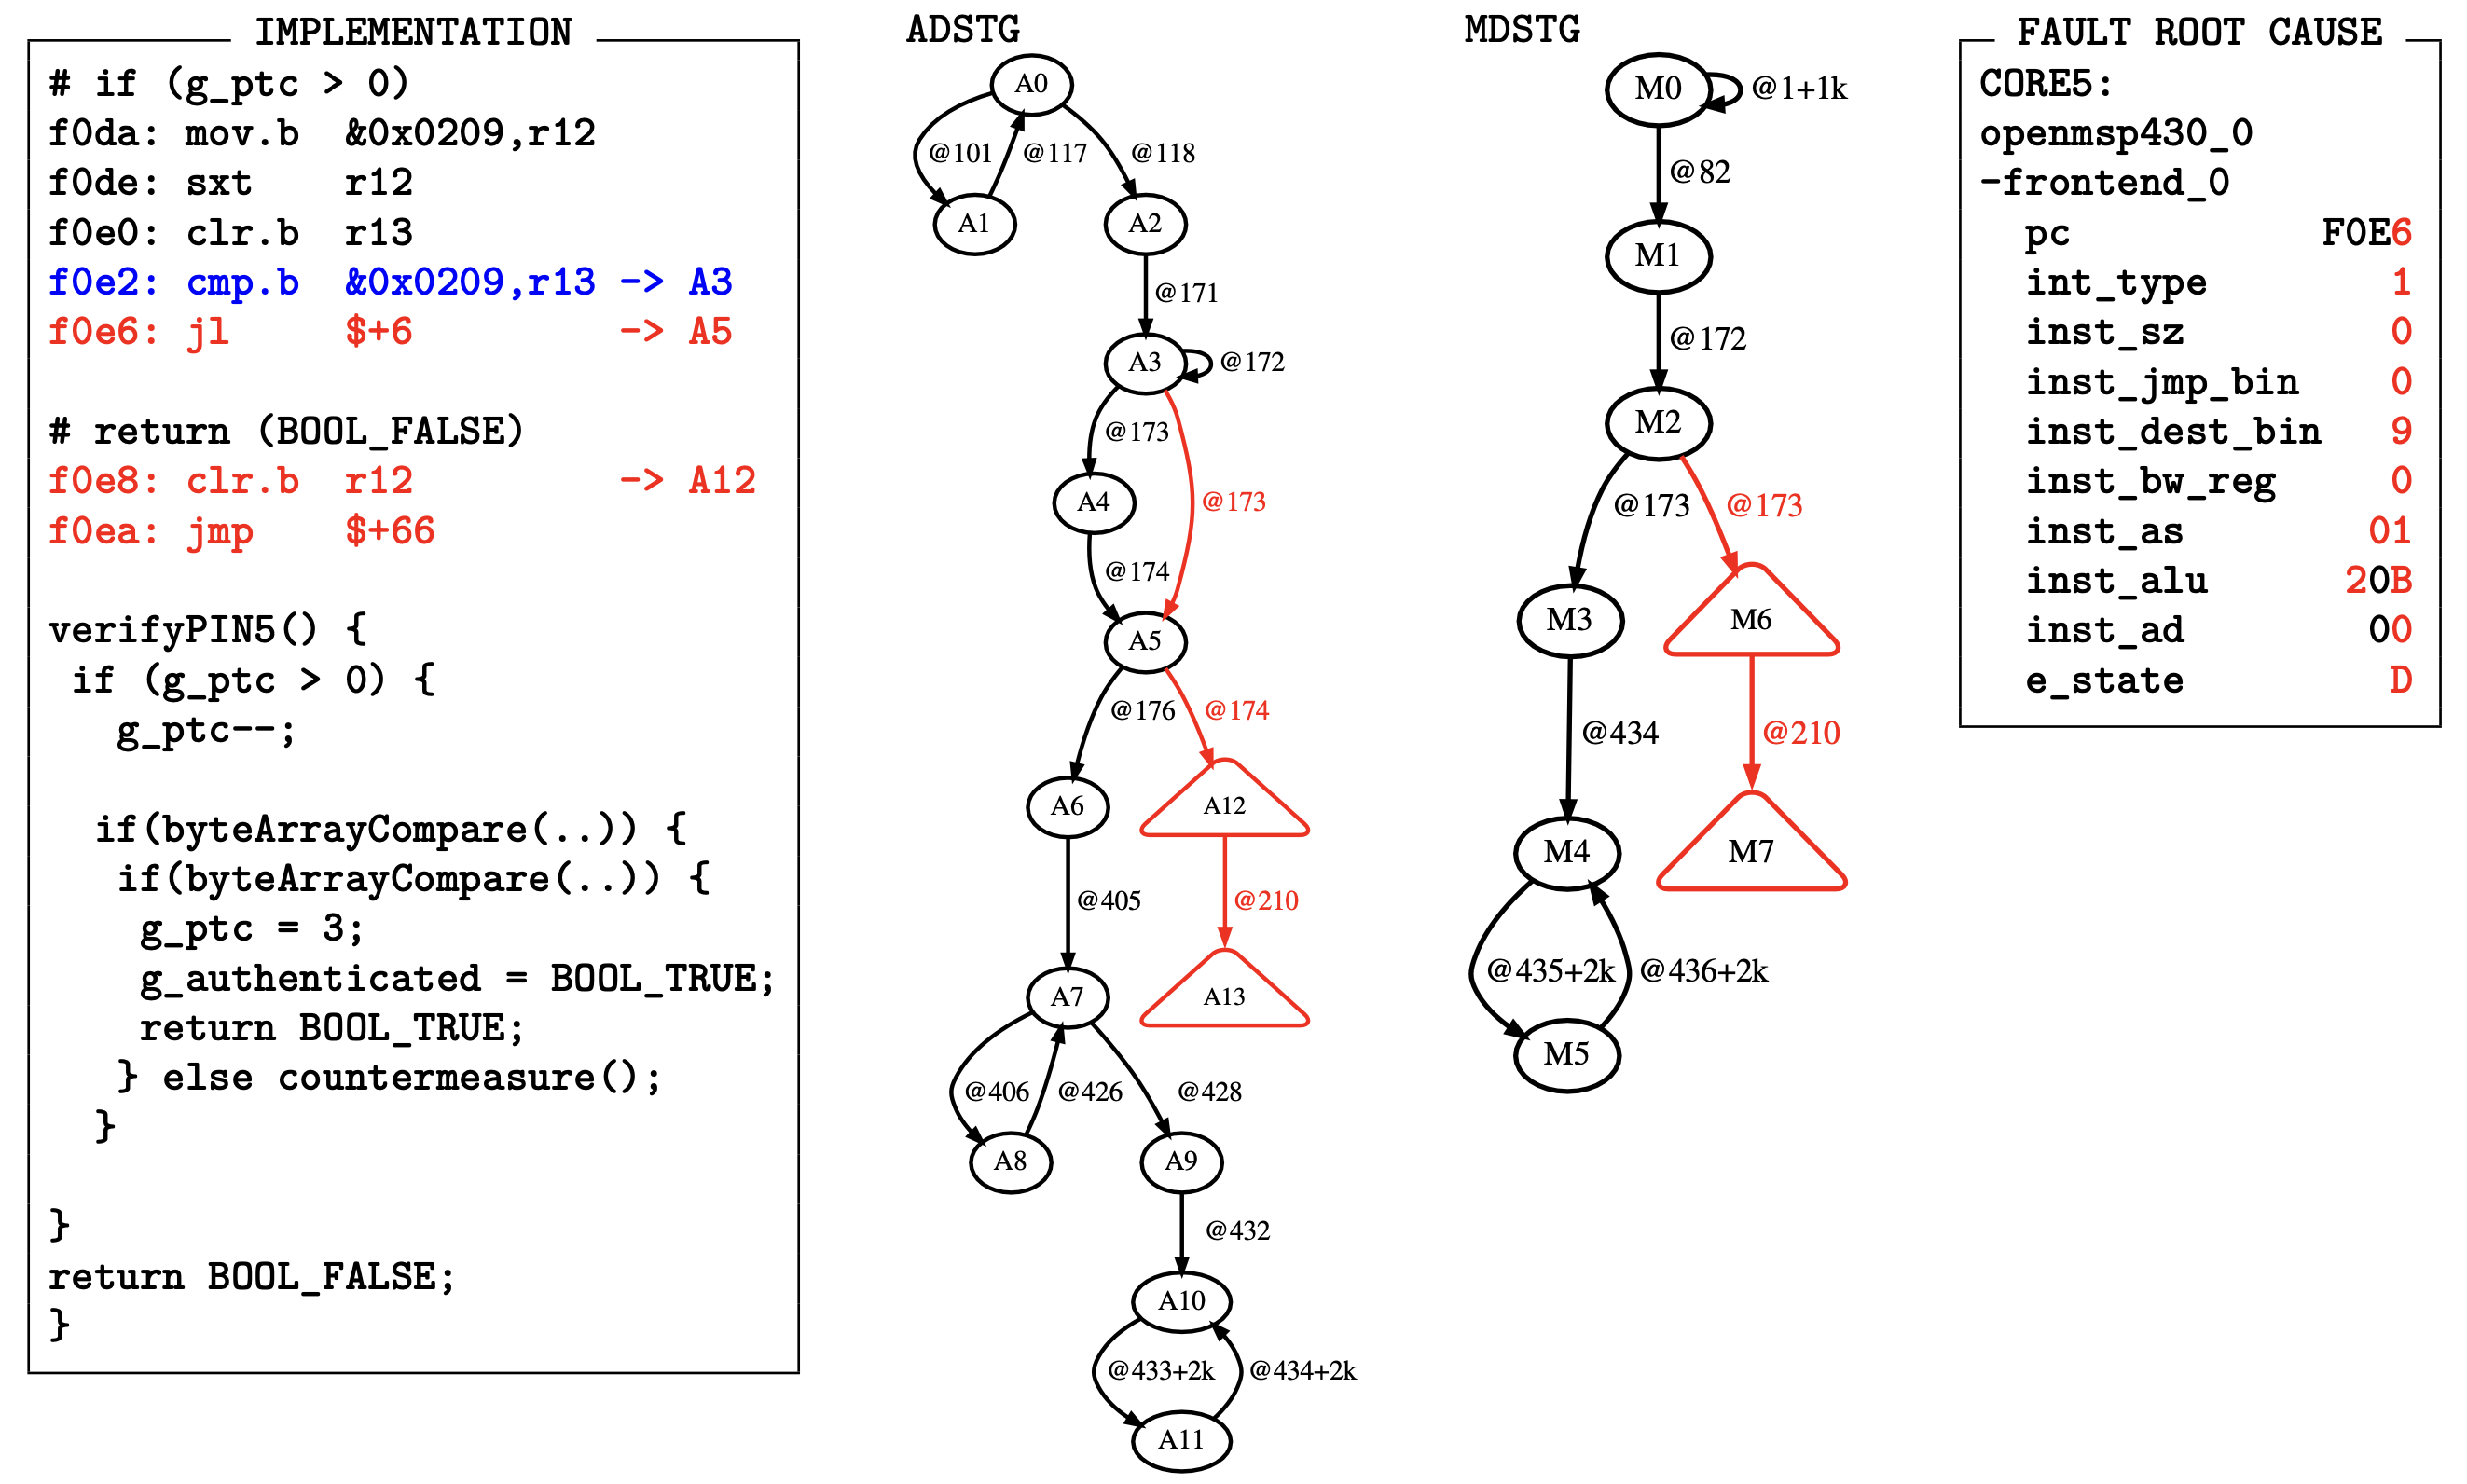 IMPLEMENTATION
# if (g_ptc > 0)
f0da: mov.b &0x0209,r12
f0de: sxt r12
f0e0: clr.b r13
f0e2: cmp.b &0x0209,r13 -> A3
f0e6: jl $+6 -> A5
# return (BOOL_FALSE)
f0e8: clr.b r12 -> A12
f0ea: jmp $+66
verifyPIN5() {
if (g_ptc > 0) {
g_ptc--;
if(byteArrayCompare(..)) {
if(byteArrayCompare(..)) {
g_ptc = 3;
g_authenticated = BOOL_TRUE;
return BOOL_TRUE;
} else countermeasure();
}
}
return BOOL_FALSE;
}
ADSTG
A0
@101
@117
@118
A1
A2
@171
A3
@172
@173
@173
A4
@174
A5
@176
@174
A6
A12
@405
@210
A7
A13
@406
@426
@428
A8
A9
@432
A10
@433+2k
@434+2k
A11
MDSTG
M0
@1+1k
@82
M1
@172
M2
@173
@173
M3
M6
@434
@210
M4
M7
@435+2k
@436+2k
M5
FAULT ROOT CAUSE
CORE5:
openmsp430_0
-frontend_0
pc F0E6
int_type 1
inst_sz 0
inst_jmp_bin 0
inst_dest_bin 9
inst_bw_reg 0
inst_as 01
inst_alu 20B
inst_ad 00
e_state D